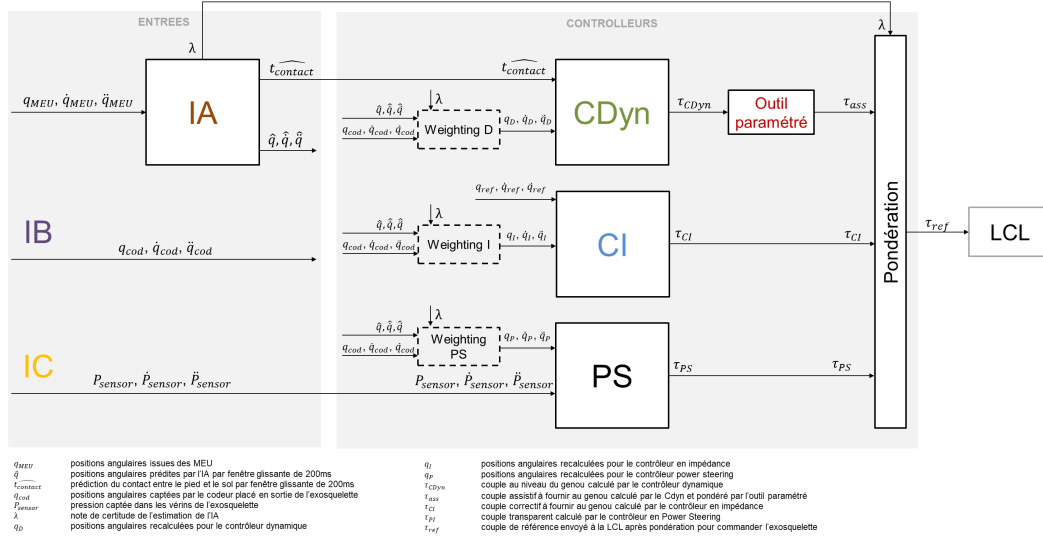 ENTREES
CONTROLLEURS
λ
λ
q_MEU, q̇_MEU, q̈_MEU
IA
t̂_contact
t̂_contact
q̂, q̂̇, q̂̈
q̂, q̂̇, q̂̈
λ
q_cod, q̇_cod, q̈_cod
Weighting D
q_D, q̇_D, q̈_D
CDyn
τ_CDyn
Outil
paramétré
τ_ass
Pondération
τ_ref
LCL
IB
q_cod, q̇_cod, q̈_cod
q_ref, q̇_ref, q̈_ref
q̂, q̂̇, q̂̈
λ
q_cod, q̇_cod, q̈_cod
Weighting I
q_I, q̇_I, q̈_I
CI
τ_CI
τ_CI
IC
P_sensor, Ṗ_sensor, P̈_sensor
q̂, q̂̇, q̂̈
λ
q_cod, q̇_cod, q̈_cod
Weighting
PS
q_P, q̇_P, q̈_P
P_sensor, Ṗ_sensor, P̈_sensor
PS
τ_PS
τ_PS
q_MEU positions angulaires issues des MEU
q̂ positions angulaires prédites par l'IA par fenêtre glissante de 200ms
t̂_contact prédiction du contact entre le pied et le sol par fenêtre glissante de 200ms
q_cod positions angulaires captées par le codeur placé en sortie de l'exosquelette
P_sensor pression captée dans les vérins de l'exosquelette
λ note de certitude de l'estimation de l'IA
q_D positions angulaires recalculées pour le contrôleur dynamique
q_I positions angulaires recalculées pour le contrôleur en impédance
q_P positions angulaires recalculées pour le contrôleur power steering
τ_CDyn couple au niveau du genou calculé par le contrôleur dynamique
τ_ass couple assistif à fournir au genou calculé par le Cdyn et pondéré par l'outil paramétré
τ_CI couple correctif à fournir au genou calculé par le contrôleur en impédance
τ_PI couple transparent calculé par le contrôle en Power Steering
τ_ref couple de référence envoyé à la LCL après pondération pour commander l'exosquelette